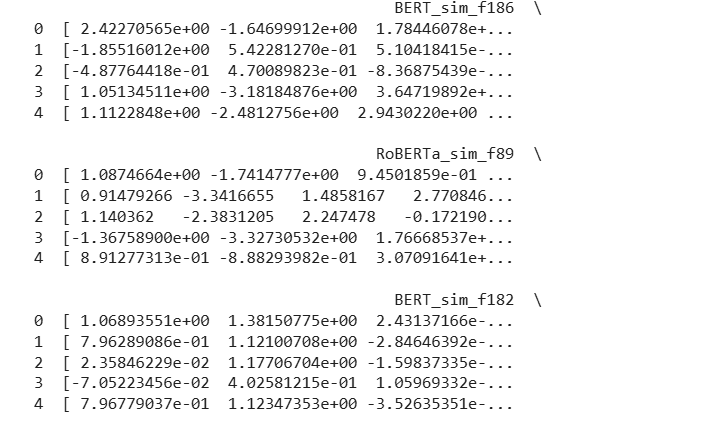 BERT_sim_f186 \
0 [ 2.42270565e+00 -1.64699912e+00 1.78446078e+...
1 [-1.85516012e+00 5.42281270e-01 5.10418415e-...
2 [-4.87764418e-01 4.70089823e-01 -8.36875439e-...
3 [ 1.05134511e+00 -3.18184876e+00 3.64719892e+...
4 [ 1.1122848e+00 -2.4812756e+00 2.9430220e+00 ...
RoBERTa_sim_f89 \
0 [ 1.0874664e+00 -1.7414777e+00 9.4501859e-01 ...
1 [ 0.91479266 -3.3416655 1.4858167 2.770846...
2 [ 1.140362 -2.3831205 2.247478 -0.172190...
3 [-1.36758900e+00 -3.32730532e+00 1.76668537e+...
4 [ 8.91277313e-01 -8.88293982e-01 3.07091641e+...
BERT_sim_f182 \
0 [ 1.06893551e+00 1.38150775e+00 2.43137166e-...
1 [ 7.96289086e-01 1.12100708e+00 -2.84646392e-...
2 [ 2.35846229e-02 1.17706704e+00 -1.59837335e-...
3 [-7.05223456e-02 4.02581215e-01 1.05969332e-...
4 [ 7.96779037e-01 1.12347353e+00 -3.52635351e-...